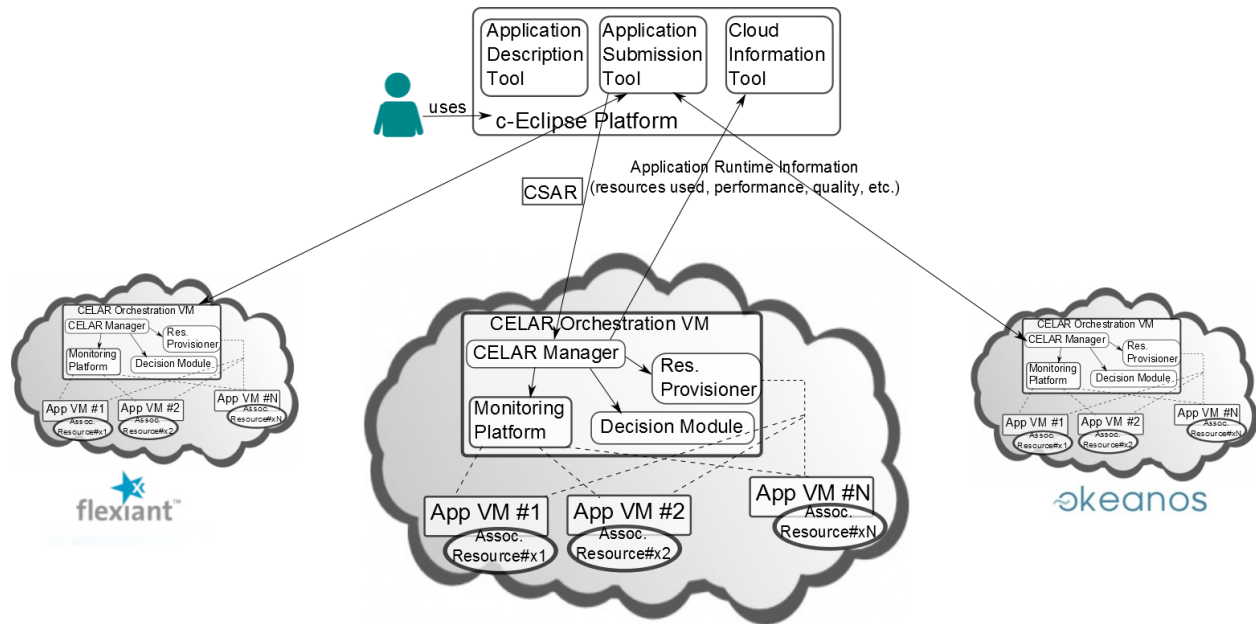 Application
Description
Tool
Application
Submission
Tool
Cloud
Information
Tool
uses
c-Eclipse Platform
CSAR
Application Runtime Information
(resources used, performance, quality, etc.)
CELAR Orchestration VM
CELAR Manager
Res.
Provisioner
Monitoring
Platform
Decision Module
App VM #1
Assoc.
Resource#x1
App VM #2
Assoc.
Resource#x2
App VM #N
Assoc.
Resource#xN
flexiant™
CELAR Orchestration VM
CELAR Manager
Res.
Provisioner
Monitoring
Platform
Decision Module
App VM #1
Assoc.
Resource#x1
App VM #2
Assoc.
Resource#x2
App VM #N
Assoc.
Resource#xN
CELAR Orchestration VM
CELAR Manager
Res.
Provisioner
Monitoring
Platform
Decision Module
App VM #1
Assoc.
Resource#x1
App VM #2
Assoc.
Resource#x2
App VM #N
Assoc.
Resource#xN
okeanos